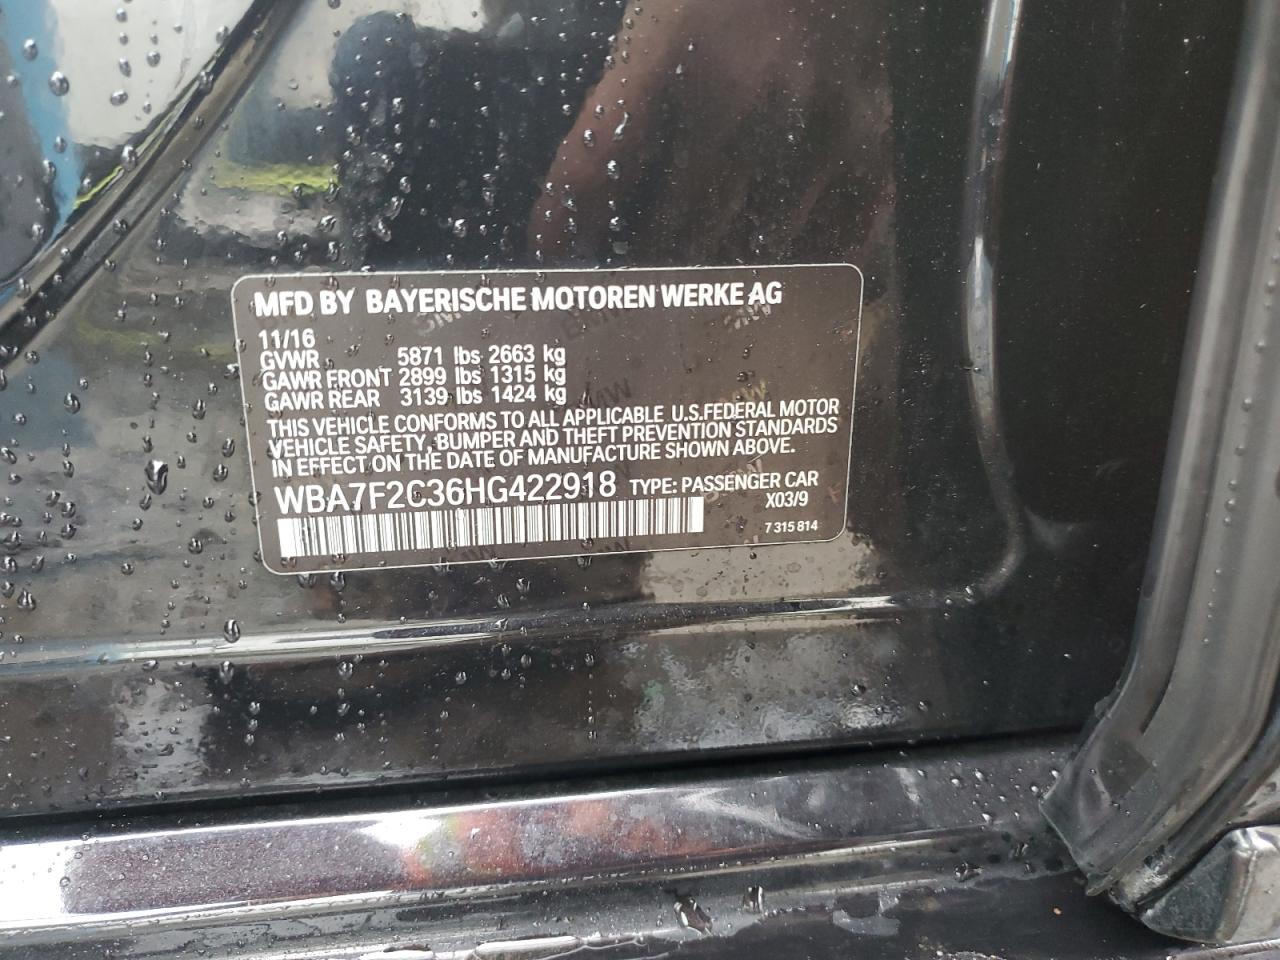 MFD BY BAYERISCHE MOTOREN WERKE AG
11/16
GVWR 5871 lbs 2663 kg
GAWR FRONT 2899 lbs 1315 kg
GAWR REAR 3139 lbs 1424 kg
THIS VEHICLE CONFORMS TO ALL APPLICABLE U.S.FEDERAL MOTOR
VEHICLE SAFETY, BUMPER AND THEFT PREVENTION STANDARDS
IN EFFECT ON THE DATE OF MANUFACTURE SHOWN ABOVE.
WBA7F2C36HG422918 TYPE: PASSENGER CAR
X03/9
7 315 814